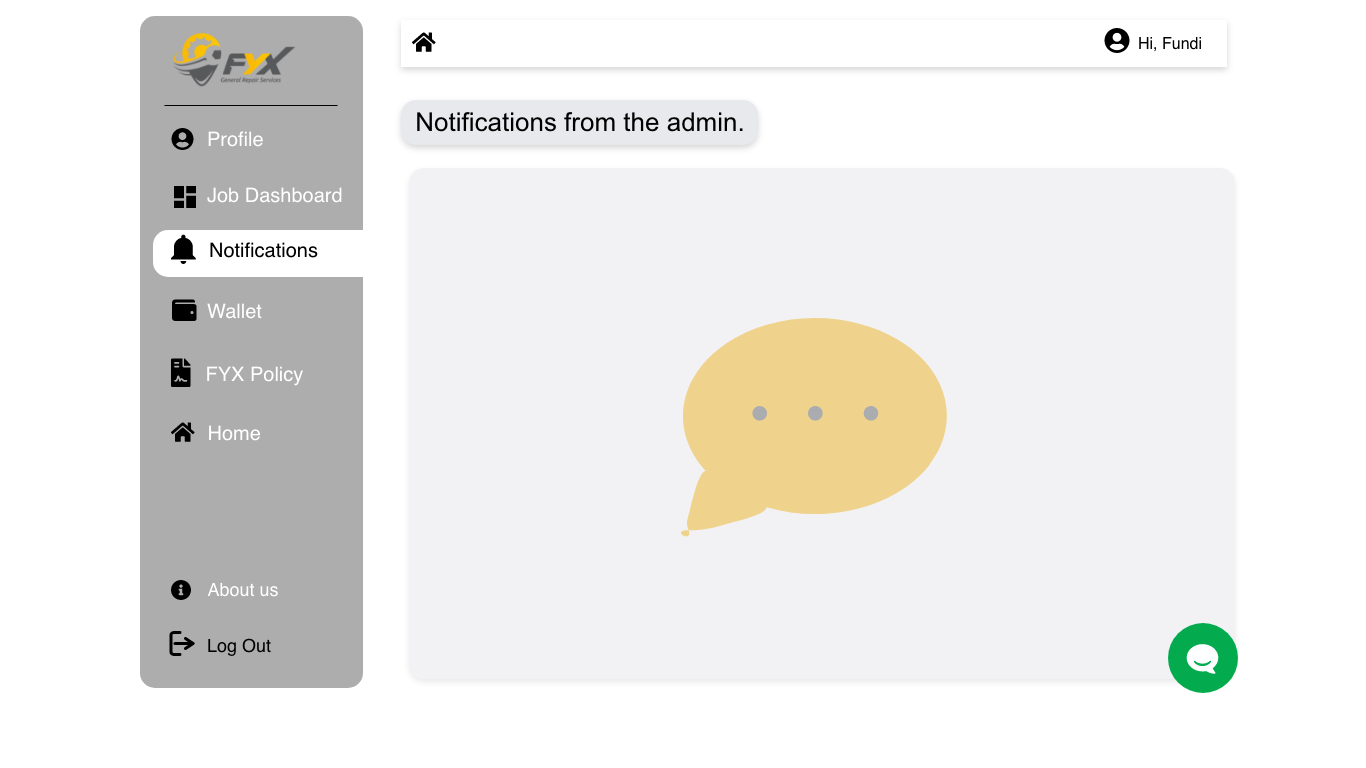 FYX
General Repair Services
Profile
Job Dashboard
Notifications
Wallet
FYX Policy
Home
About us
Log Out
Hi, Fundi
Notifications from the admin.